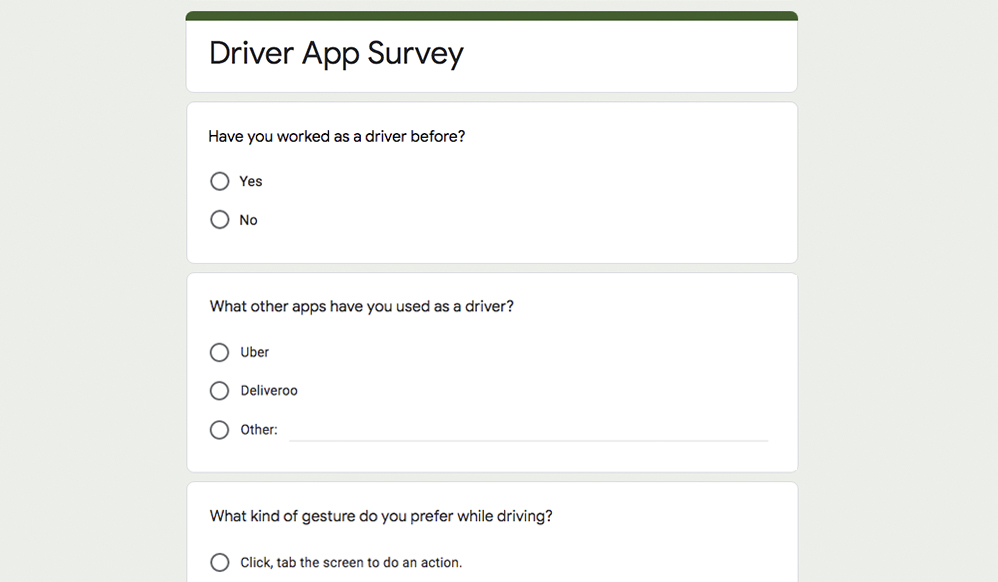 Driver App Survey
Have you worked as a driver before?
Yes
No
What other apps have you used as a driver?
Uber
Deliveroo
Other:
What kind of gesture do you prefer while driving?
Click, tab the screen to do an action.